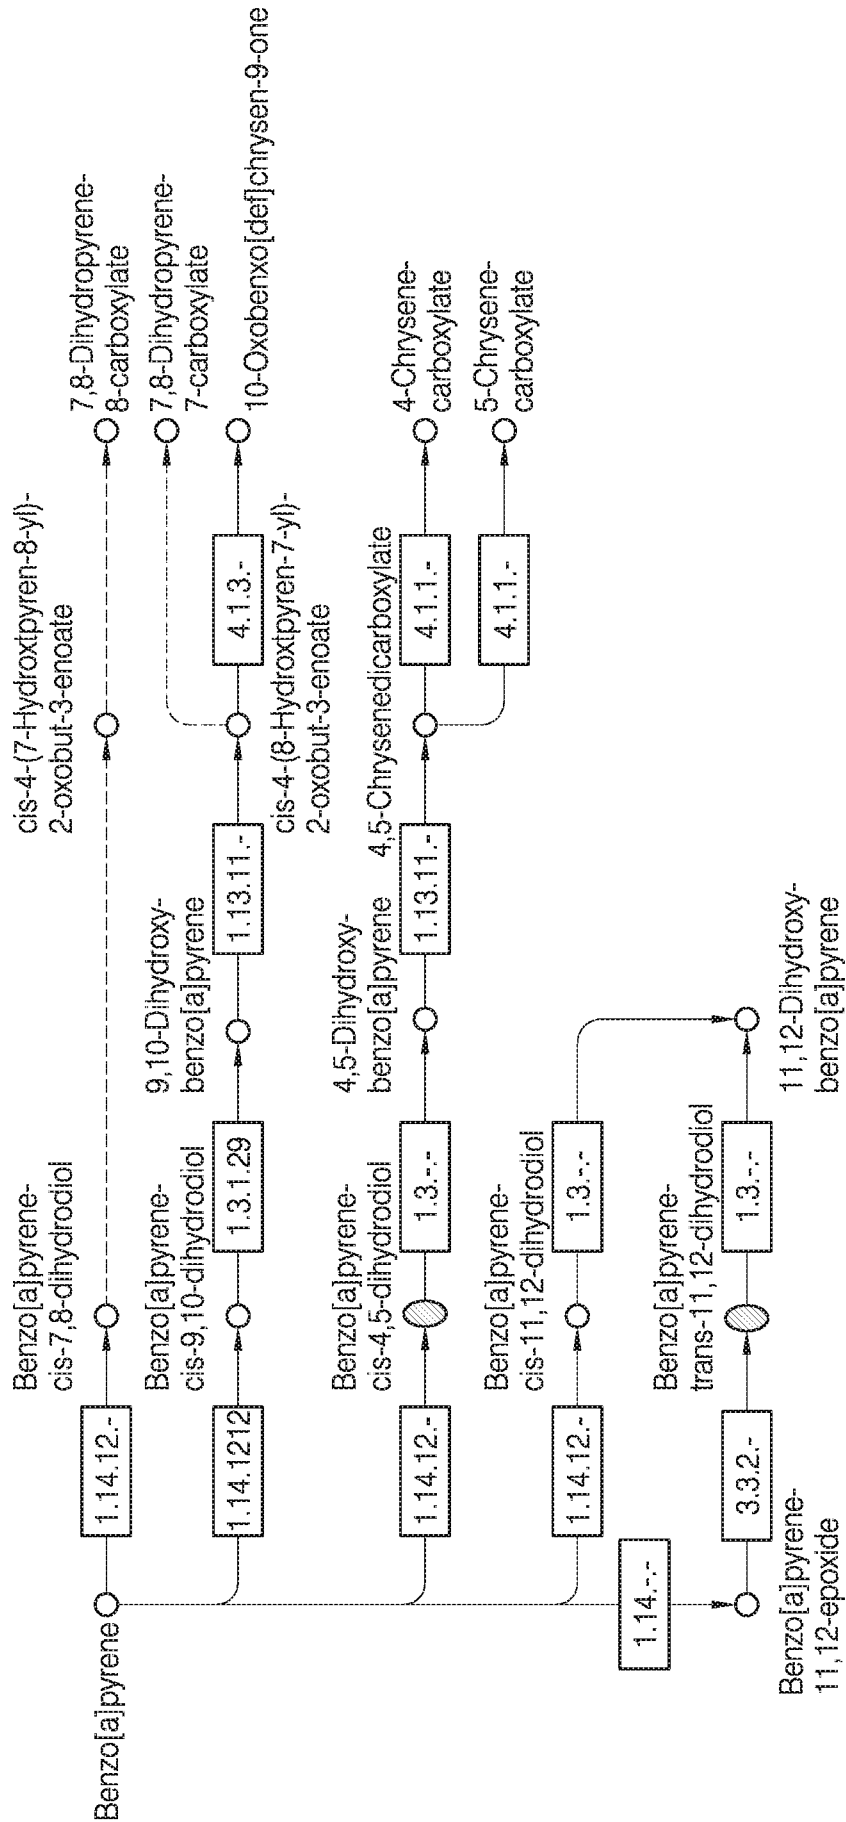 Benzo[a]pyrene
1.14.12.-
Benzo[a]pyrene-
cis-7,8-dihydrodiol
cis-4-(7-Hydroxtpyren-8-yl)-
2-oxobut-3-enoate
7,8-Dihydropyrene-
8-carboxylate
1.14.1212
Benzo[a]pyrene-
cis-9,10-dihydrodiol
1.3.1.29
9,10-Dihydroxy-
benzo[a]pyrene
1.13.11.-
cis-4-(8-Hydroxtpyren-7-yl)-
2-oxobut-3-enoate
4.1.3.-
7,8-Dihydropyrene-
7-carboxylate
10-Oxobenxo[def]chrysen-9-one
1.14.12.-
Benzo[a]pyrene-
cis-4,5-dihydrodiol
1.3.-.-
4,5-Dihydroxy-
benzo[a]pyrene
1.13.11.-
4,5-Chrysenedicarboxylate
4.1.1.-
4-Chrysene-
carboxylate
4.1.1.-
5-Chrysene-
carboxylate
1.14.12.-
Benzo[a]pyrene-
cis-11,12-dihydrodiol
1.3.-.-
1.14.-.-
Benzo[a]pyrene-
11,12-epoxide
3.3.2.-
Benzo[a]pyrene-
trans-11,12-dihydrodiol
1.3.-.-
11,12-Dihydroxy-
benzo[a]pyrene